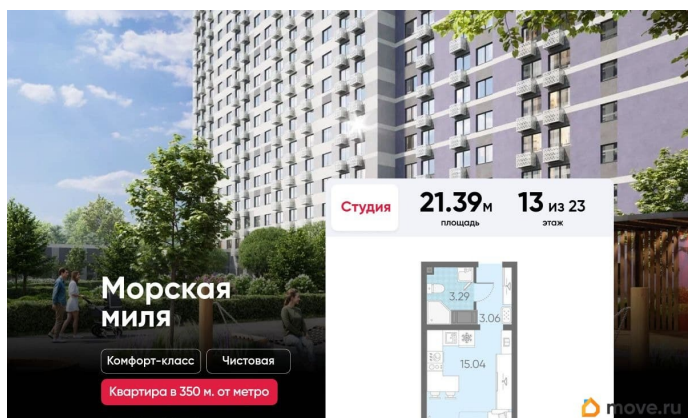 Студия
21.39 м
площадь
13 из 23
этаж
3.29
3.06
15.04
Морская
миля
Комфорт-класс
Чистовая
Квартира в 350 м. от метро
move.ru